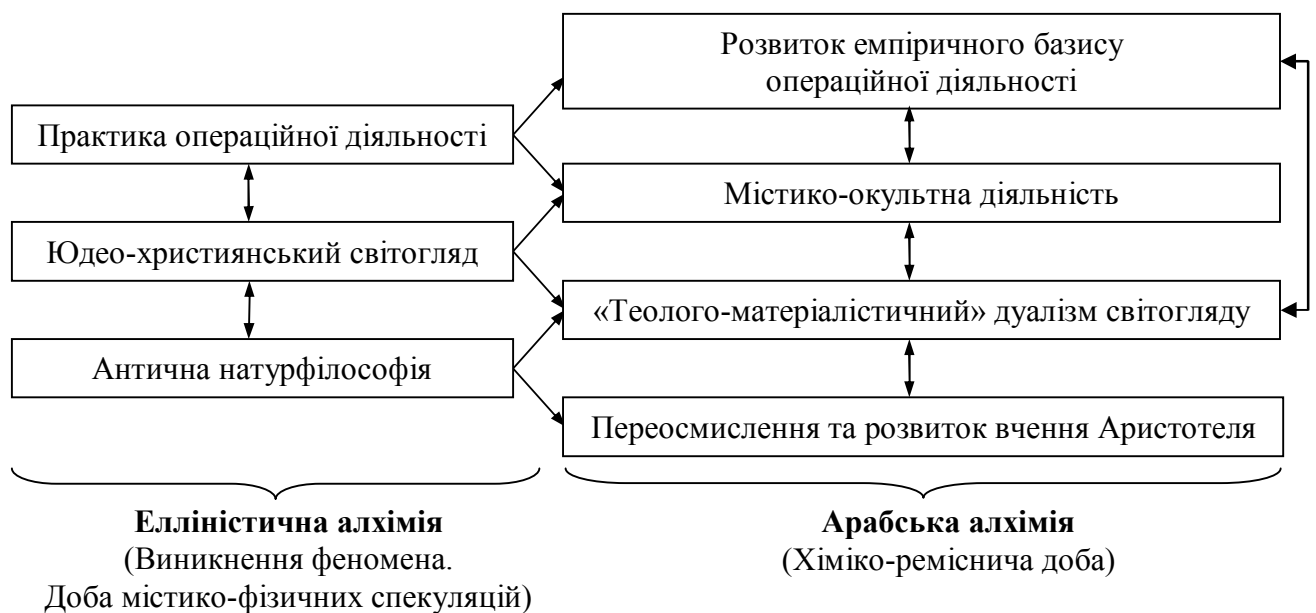 Розвиток емпіричного базису
операційної діяльності
Практика операційної діяльності
Містико-окультна діяльність
Юдео-християнський світогляд
«Теолого-матеріалістичний» дуалізм світогляду
Антична натурфілософія
Переосмислення та розвиток вчення Аристотеля
Елліністична алхімія
(Виникнення феномена.
Доба містико-фізичних спекуляцій)
Арабська алхімія
(Хіміко-реміснича доба)